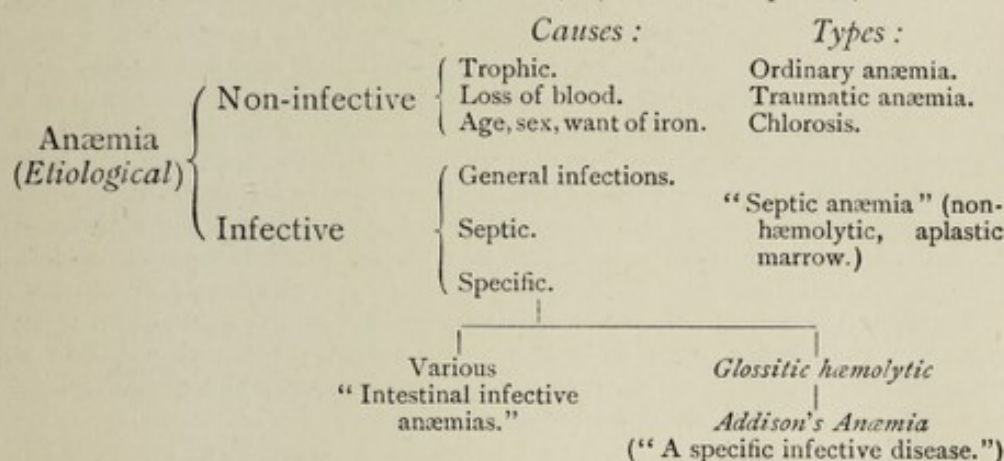 Causes : Types :
Trophic. Ordinary anæmia.
Non-infective Loss of blood. Traumatic anæmia.
Age, sex, want of iron. Chlorosis.
Anæmia
(Etiological)
General infections.
"Septic anæmia" (non-
Infective Septic. hæmolytic, aplastic
marrow.)
Specific.
Various Glossitic hæmolytic
"Intestinal infective
anæmias." Addison's Anæmia
("A specific infective disease.")